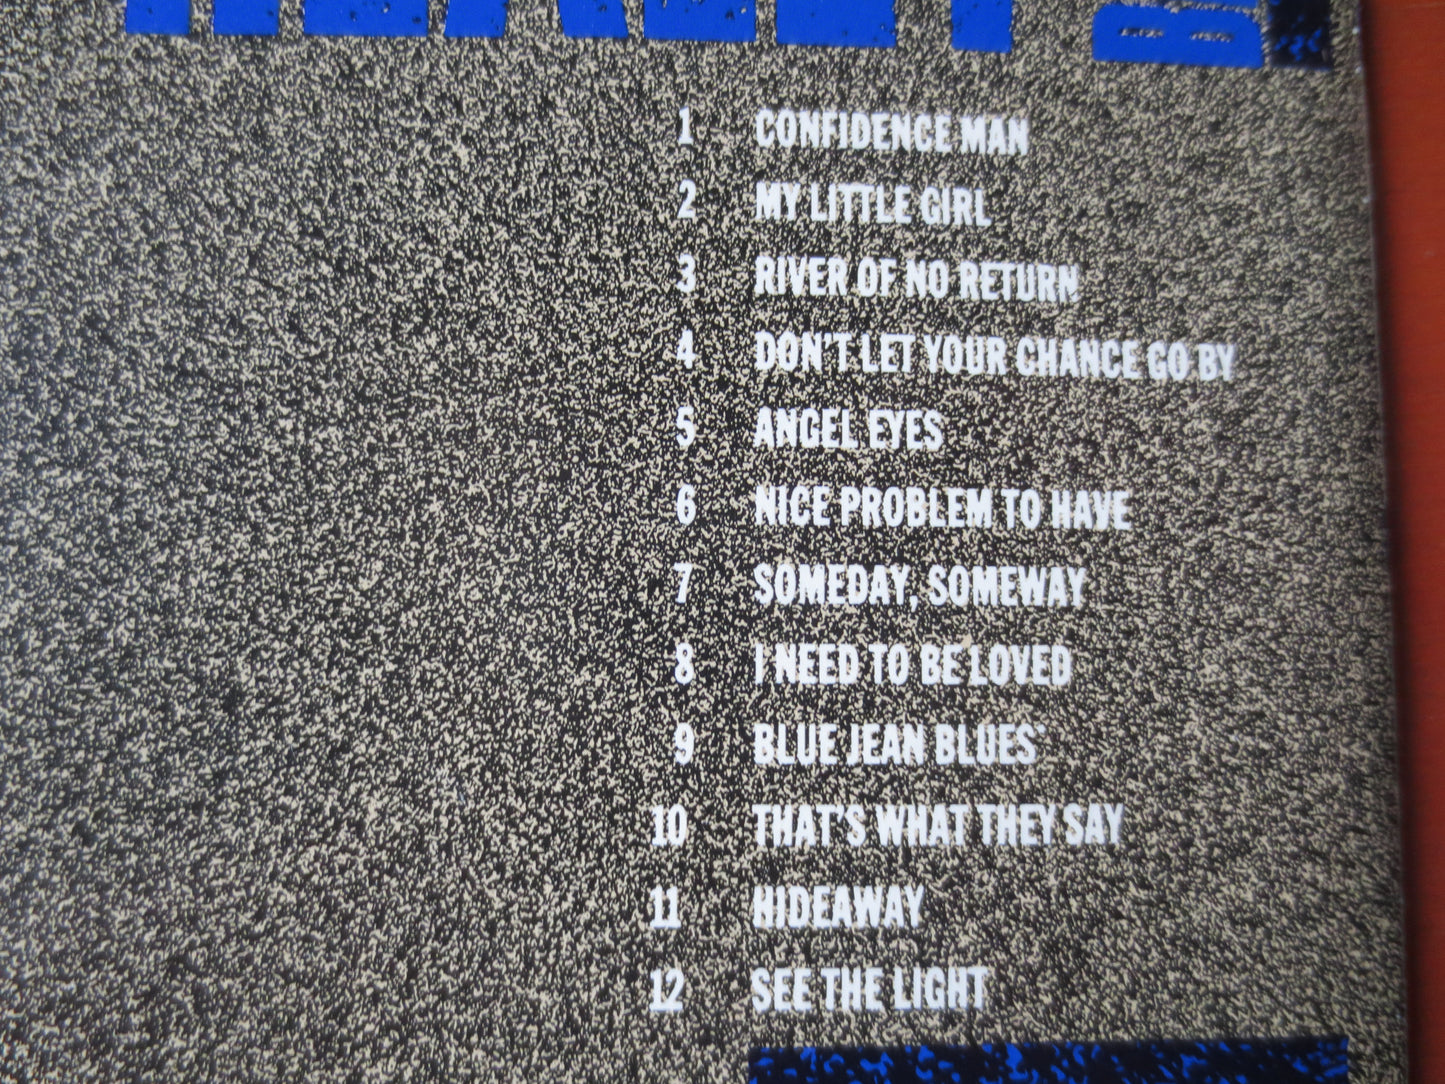 1 CONFIDENCE MAN
2 MY LITTLE GIRL
3 RIVER OF NO RETURN
4 DON'T LET YOUR CHANCE GO BY
5 ANGEL EYES
6 NICE PROBLEM TO HAVE
7 SOMEDAY, SOMEWAY
8 I NEED TO BE LOVED
9 BLUE JEAN BLUES*
10 THAT'S WHAT THEY SAY
11 HIDEAWAY
12 SEE THE LIGHT